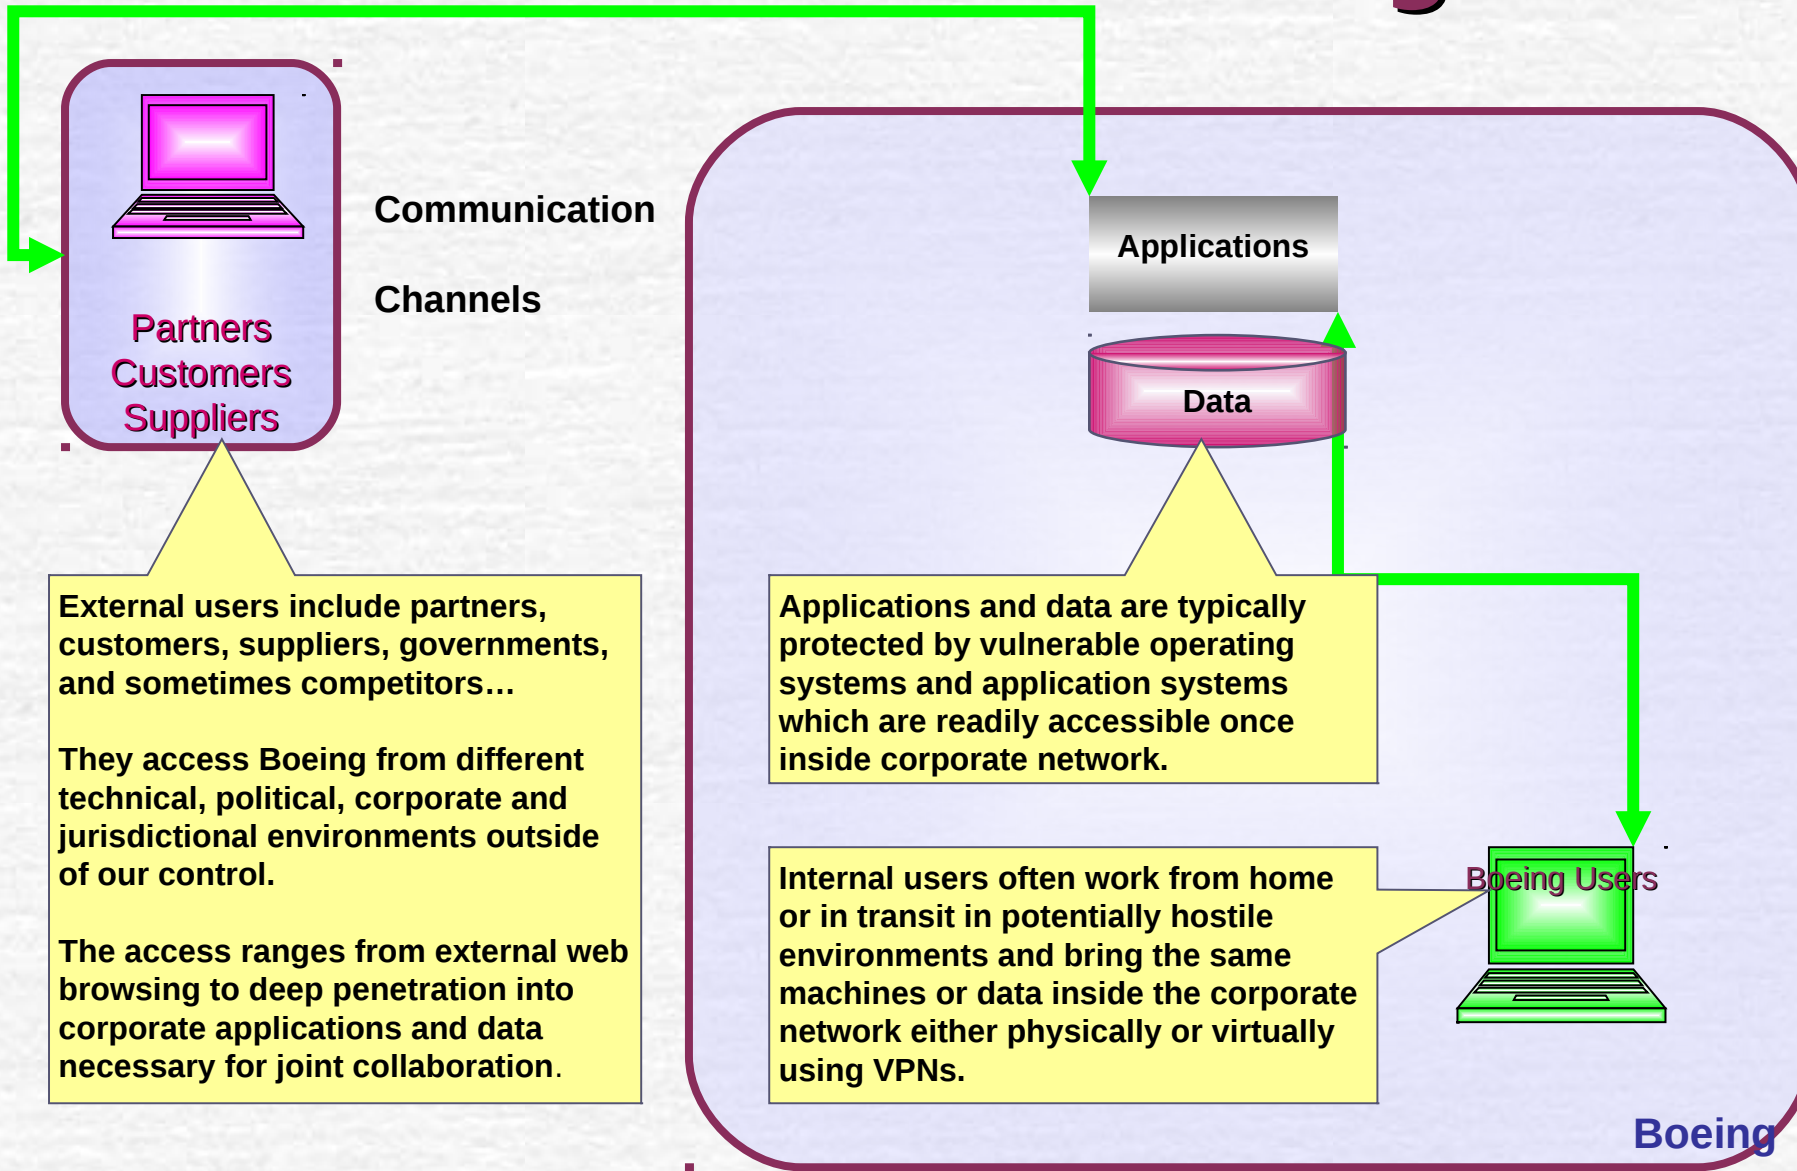 Communication
Channels
Partners
Customers
Suppliers
Applications
Data
External users include partners,
customers, suppliers, governments,
and sometimes competitors…
They access Boeing from different
technical, political, corporate and
jurisdictional environments outside
of our control.
The access ranges from external web
browsing to deep penetration into
corporate applications and data
necessary for joint collaboration.
Applications and data are typically
protected by vulnerable operating
systems and application systems
which are readily accessible once
inside corporate network.
Internal users often work from home
or in transit in potentially hostile
environments and bring the same
machines or data inside the corporate
network either physically or virtually
using VPNs.
Boeing Users
Boeing